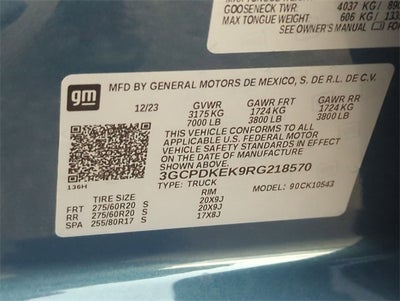 GOOSENECK TWR:
4037 KG/
MAX TONGUE WEIGHT:
606 KG /
SEE OWNER'S MANUAL
gm
MFD BY GENERAL MOTORS DE MEXICO, S. DE R.L. DE C.V.
12/23 GVWR GAWR FRT GAWR RR
3175 KG 1724 KG 1724 KG
7000 LB 3800 LB 3800 LB
THIS VEHICLE CONFORMS TO ALL
APPLICABLE U.S. FEDERAL MOTOR
VEHICLE SAFETY STANDARDS IN EFFECT
ON THE DATE OF MANUFACTURE
SHOWN ABOVE.
3GCPDKEK9RG218570
136H
TYPE: TRUCK MODEL: 90CK10543
TIRE SIZE RIM
FRT 275/60R20 S 20X9J
RR 275/60R20 S 20X9J
SPA 255/80R17 S 17X8J